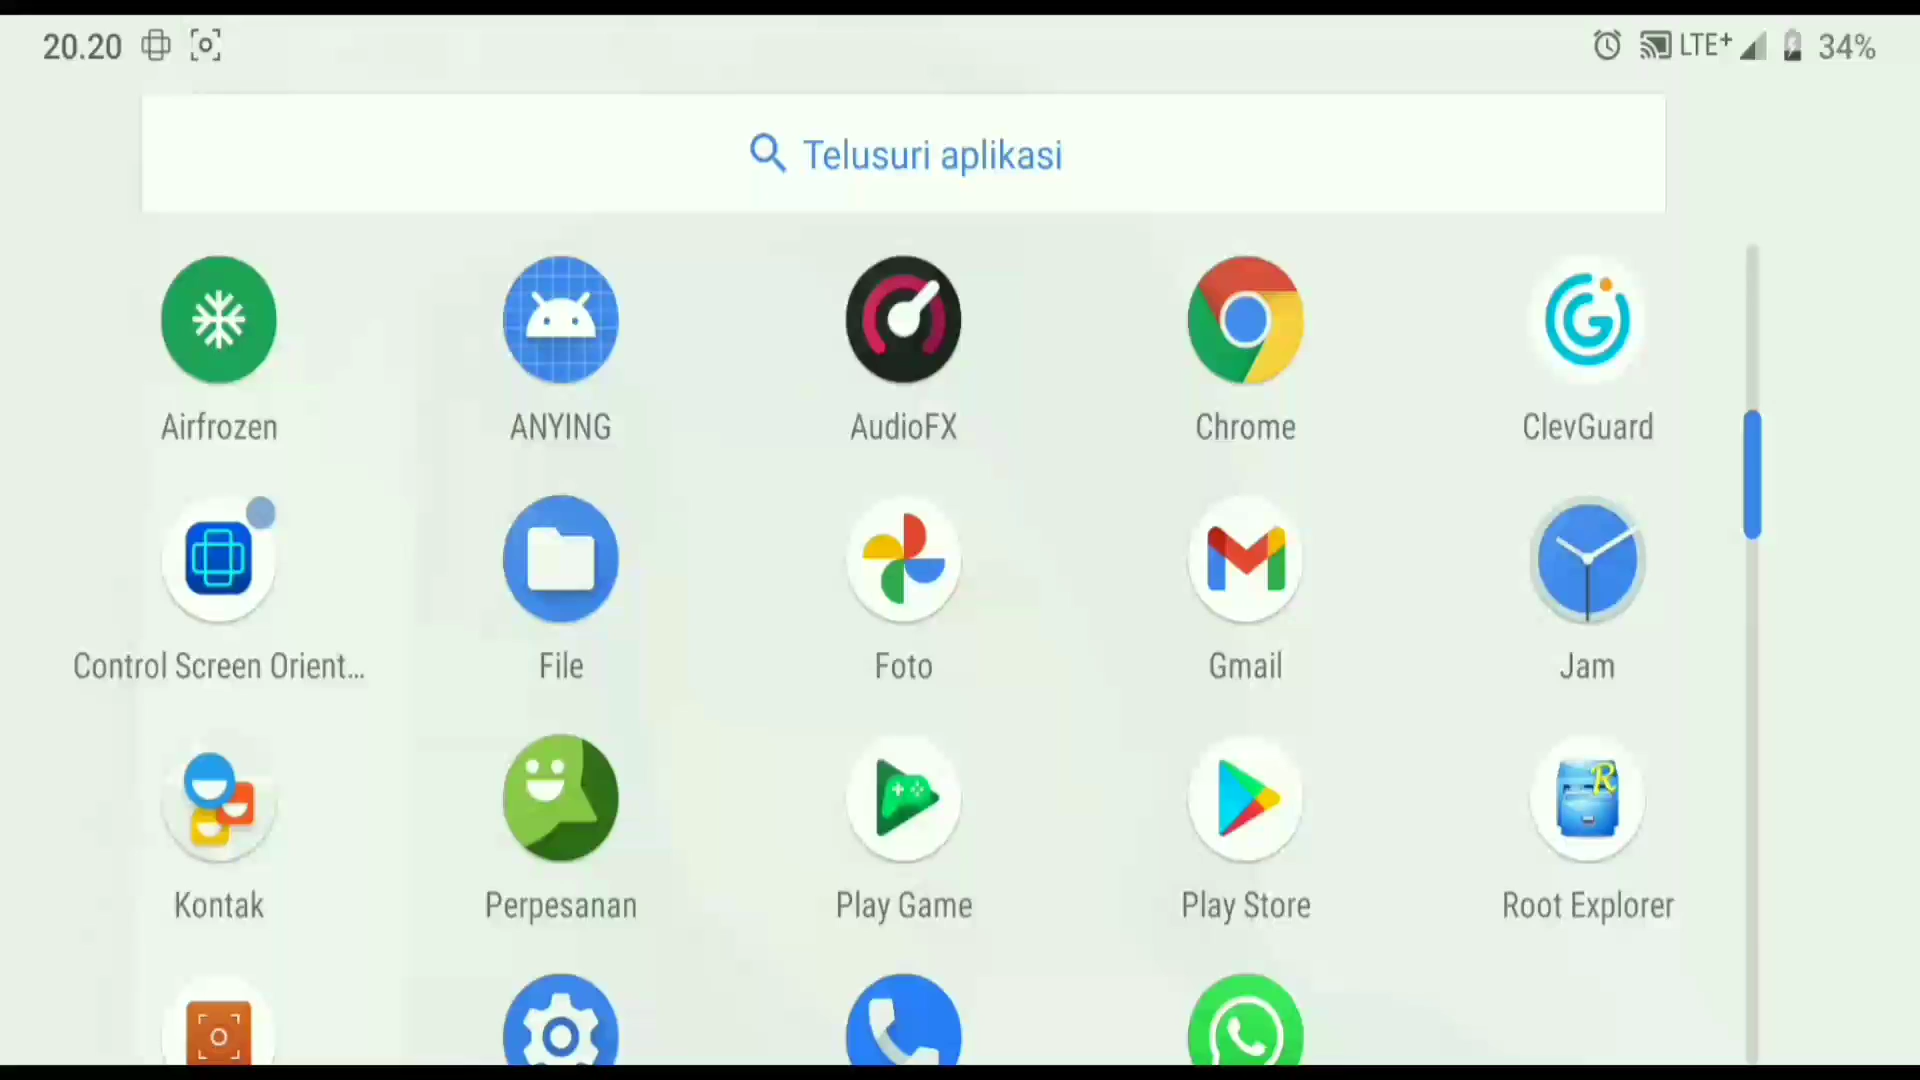 20.20 LTE+ 34%
Telusuri aplikasi
Airfrozen ANYING AudioFX Chrome ClevGuard
Control Screen Orient... File Foto Gmail Jam
Kontak Perpesanan Play Game Play Store Root Explorer